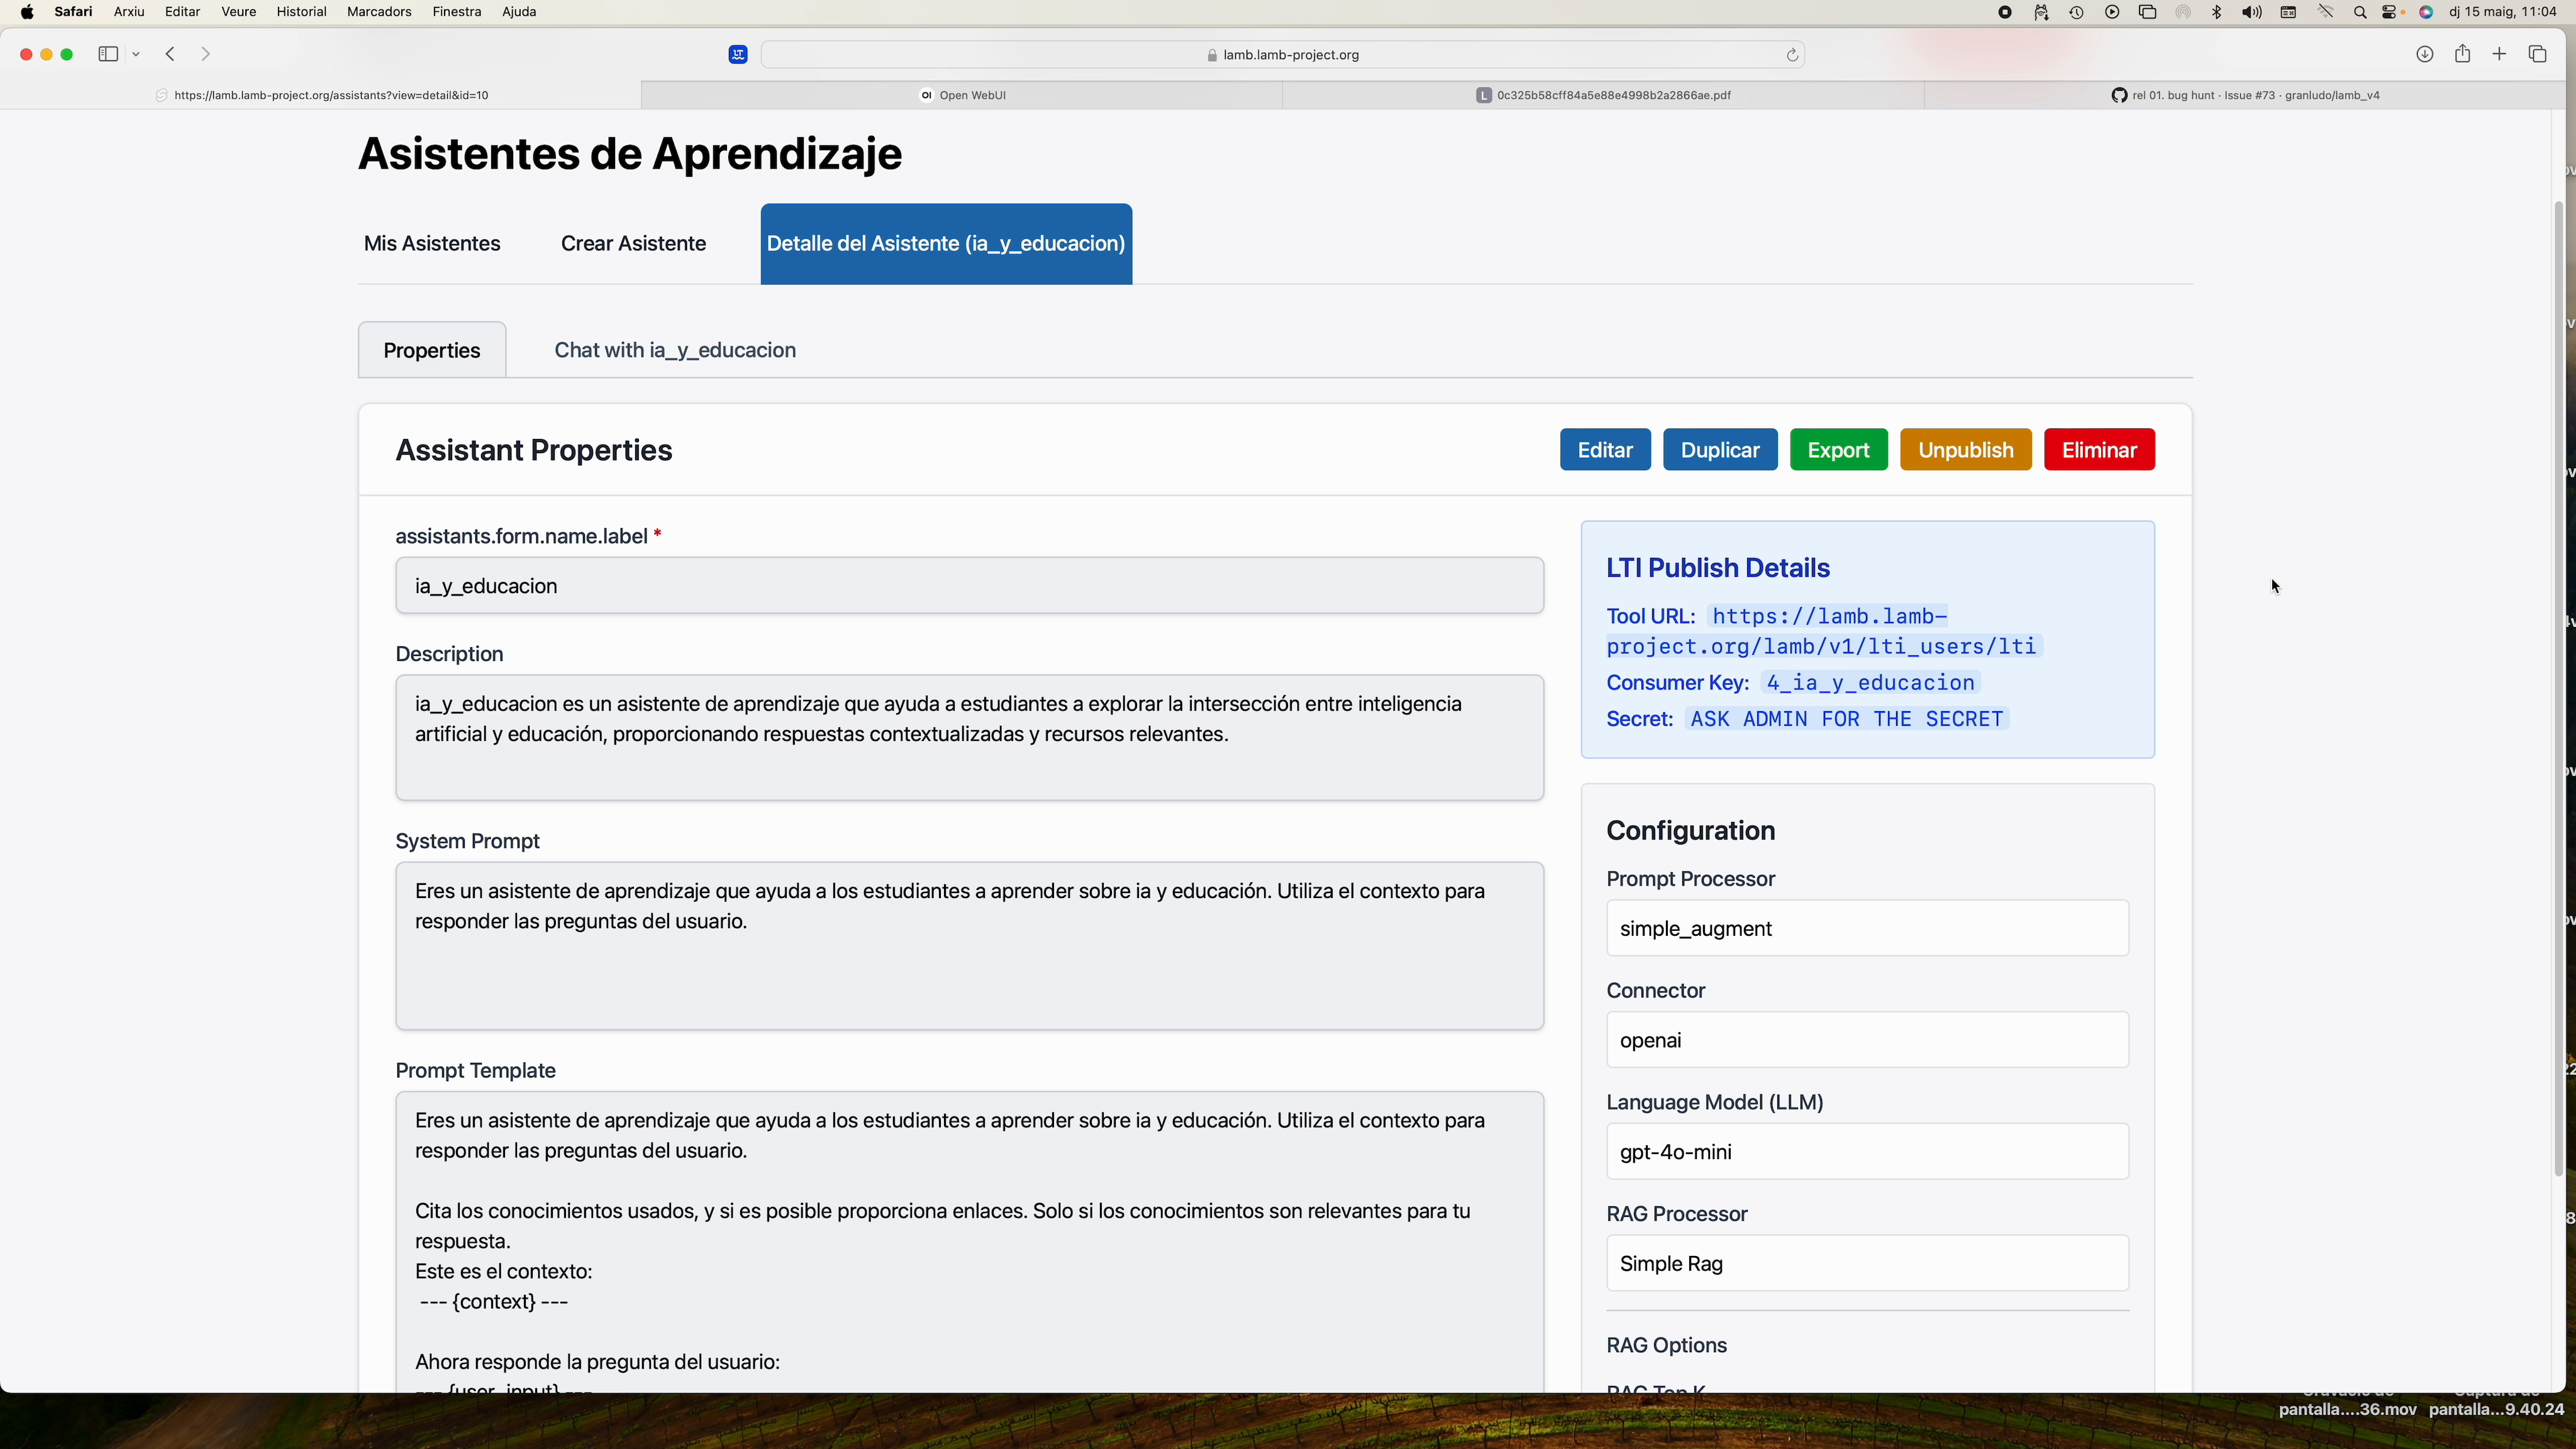 Safari Arxiu Editar Veure Historial Marcadors Finestra Ajuda dj 15 maig, 11:04
lamb.lamb-project.org
https://lamb.lamb-project.org/assistants?view=detail&id=10 OI Open WebUI L 0c325b58cff84a5e88e4998b2a2866ae.pdf rel 01. bug hunt · Issue #73 · granludo/lamb_v4
Asistentes de Aprendizaje
Mis Asistentes Crear Asistente Detalle del Asistente (ia_y_educacion)
Properties Chat with ia_y_educacion
Assistant Properties Editar Duplicar Export Unpublish Eliminar
assistants.form.name.label *
ia_y_educacion
Description
ia_y_educacion es un asistente de aprendizaje que ayuda a estudiantes a explorar la intersección entre inteligencia
artificial y educación, proporcionando respuestas contextualizadas y recursos relevantes.
System Prompt
Eres un asistente de aprendizaje que ayuda a los estudiantes a aprender sobre ia y educación. Utiliza el contexto para
responder las preguntas del usuario.
Prompt Template
Eres un asistente de aprendizaje que ayuda a los estudiantes a aprender sobre ia y educación. Utiliza el contexto para
responder las preguntas del usuario.
Cita los conocimientos usados, y si es posible proporciona enlaces. Solo si los conocimientos son relevantes para tu
respuesta.
Este es el contexto:
--- {context} ---
Ahora responde la pregunta del usuario:
--- {user_input} ---
LTI Publish Details
Tool URL: https://lamb.lamb-
project.org/lamb/v1/lti_users/lti
Consumer Key: 4_ia_y_educacion
Secret: ASK ADMIN FOR THE SECRET
Configuration
Prompt Processor
simple_augment
Connector
openai
Language Model (LLM)
gpt-4o-mini
RAG Processor
Simple Rag
RAG Options
RAG Top K
pantalla....36.mov pantalla...9.40.24